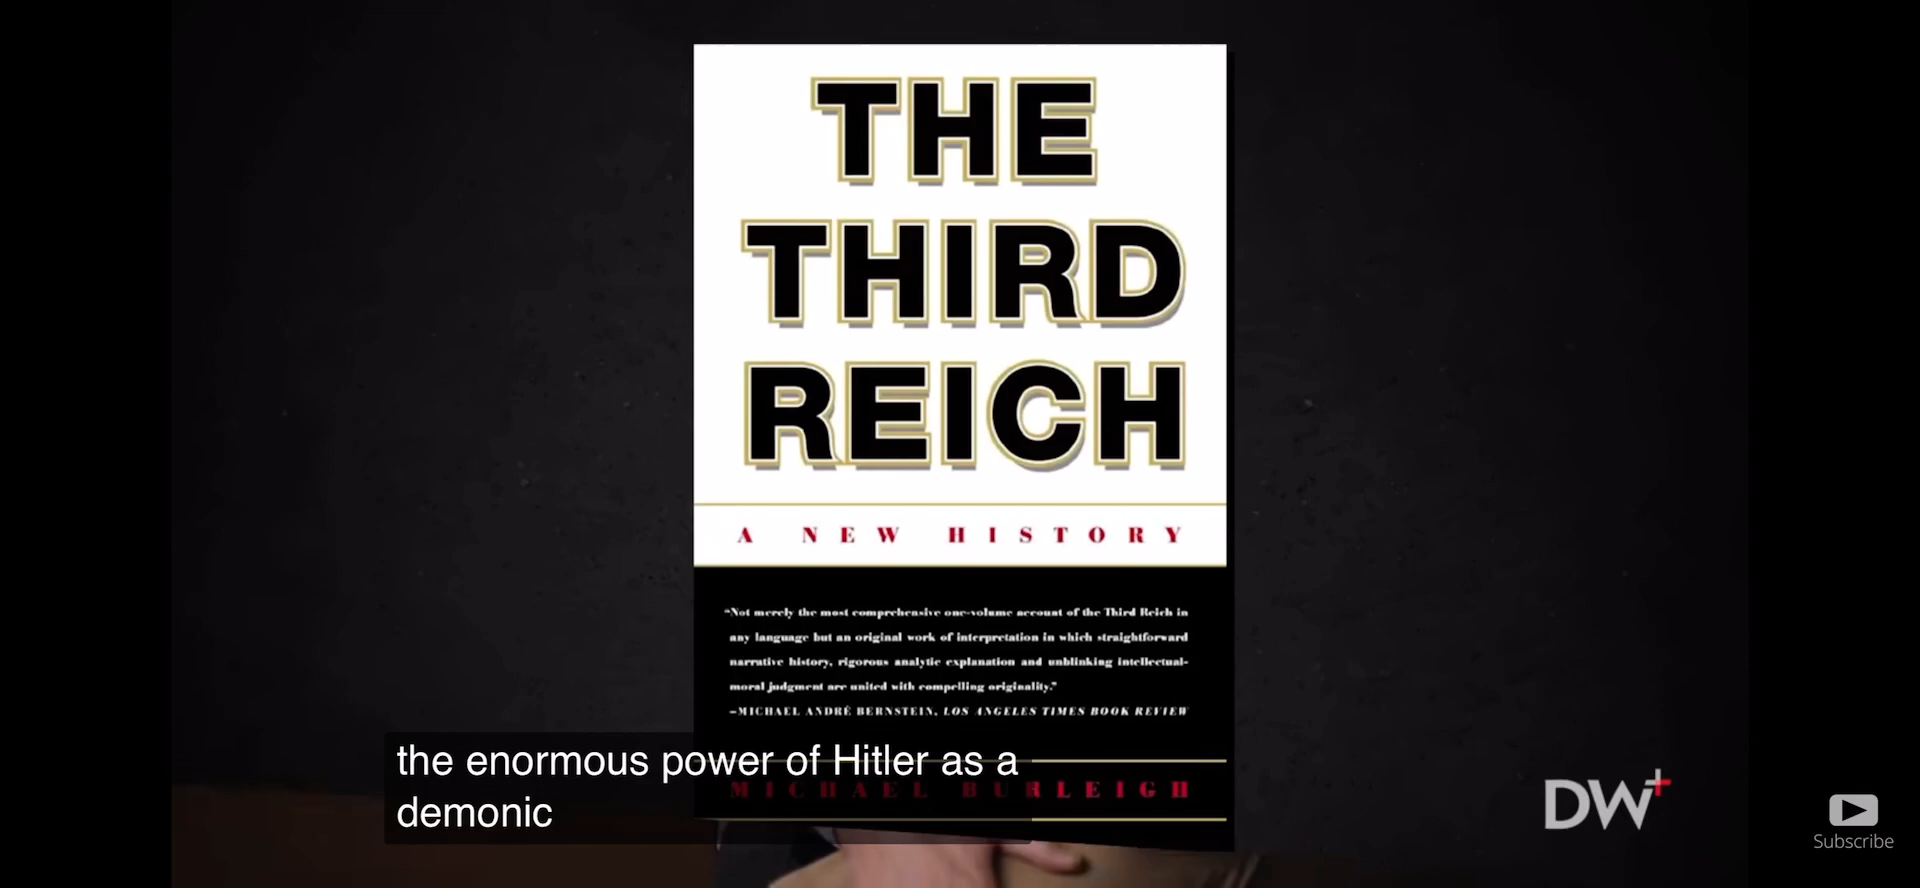 THE
THIRD
REICH
A NEW HISTORY
“Not merely the most comprehensive one-volume account of the Third Reich in
any language but an original work of interpretation in which straightforward
narrative history, rigorous analytic explanation and unblinking intellectual-
moral judgment are united with compelling originality.”
–MICHAEL ANDRÉ BERNSTEIN, LOS ANGELES TIMES BOOK REVIEW
MICHAEL BURLEIGH
the enormous power of Hitler as a
demonic
DW+
Subscribe